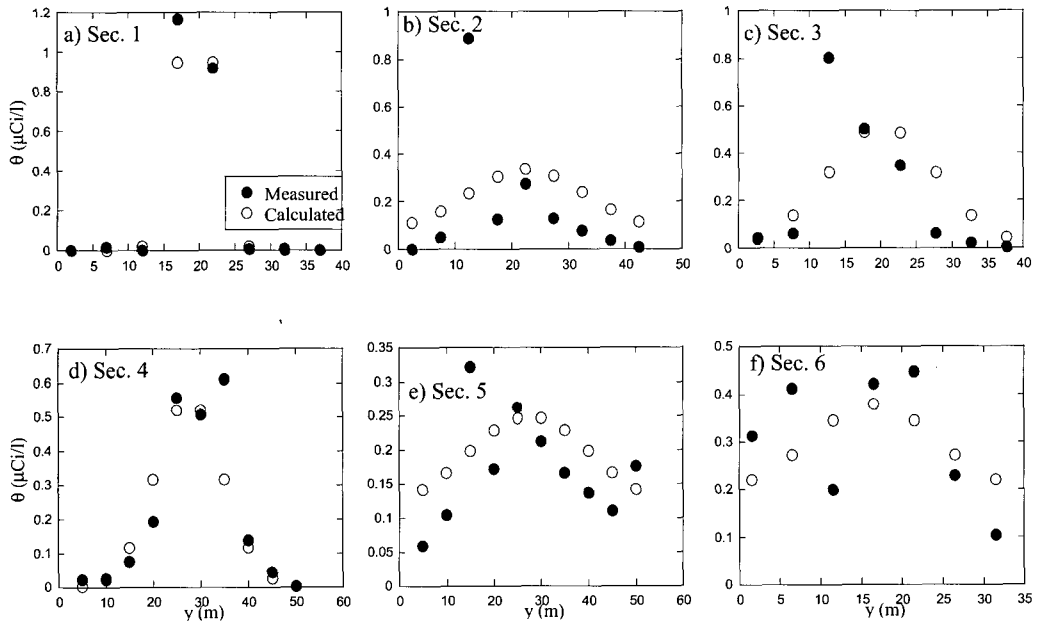 a) Sec. 1
θ (μCi/l)
1.2
1
0.8
0.6
0.4
0.2
0
0 5 10 15 20 25 30 35 40
Measured
Calculated
b) Sec. 2
1
0.8
0.6
0.4
0.2
0
0 10 20 30 40 50
c) Sec. 3
1
0.8
0.6
0.4
0.2
0
0 5 10 15 20 25 30 35 40
d) Sec. 4
θ (μCi/l)
0.7
0.6
0.5
0.4
0.3
0.2
0.1
0
0 10 20 30 40 50 60
y (m)
e) Sec. 5
0.35
0.3
0.25
0.2
0.15
0.1
0.05
0
0 10 20 30 40 50 60
y (m)
f) Sec. 6
0.5
0.4
0.3
0.2
0.1
0
0 5 10 15 20 25 30 35
y (m)